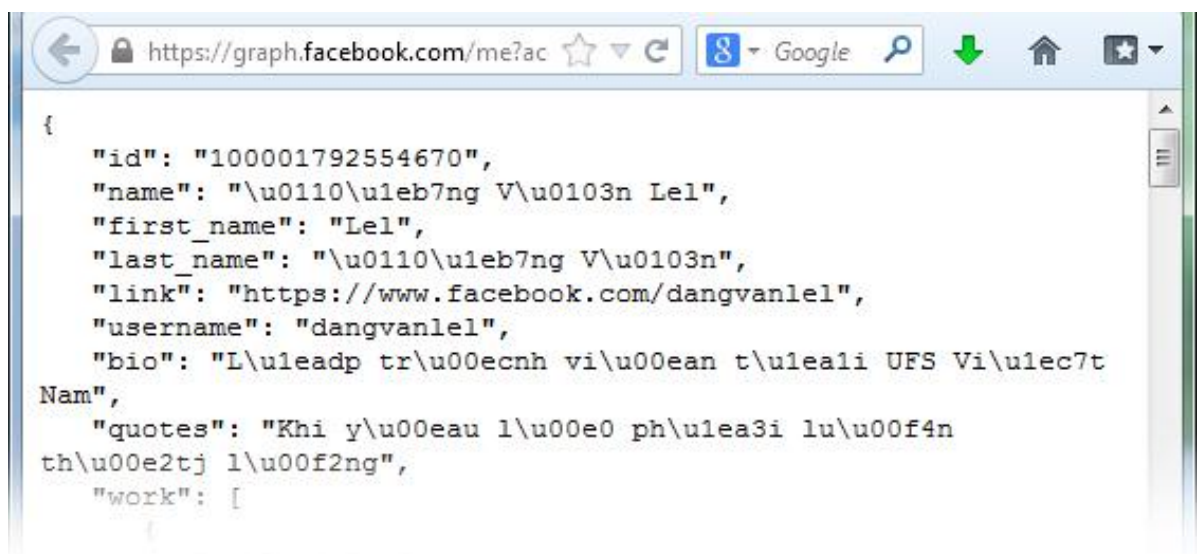 https://graph.facebook.com/me?ac
Google
{
"id": "100001792554670",
"name": "\u0110\u1eb7ng V\u0103n Lel",
"first_name": "Lel",
"last_name": "\u0110\u1eb7ng V\u0103n",
"link": "https://www.facebook.com/dangvanlel",
"username": "dangvanlel",
"bio": "L\u1eadp tr\u00ecnh vi\u00ean t\u1ea1i UFS Vi\u1ec7t
Nam",
"quotes": "Khi y\u00eau l\u00e0 ph\u1ea3i lu\u00f4n
th\u00e2tj l\u00f2ng",
"work": [
{